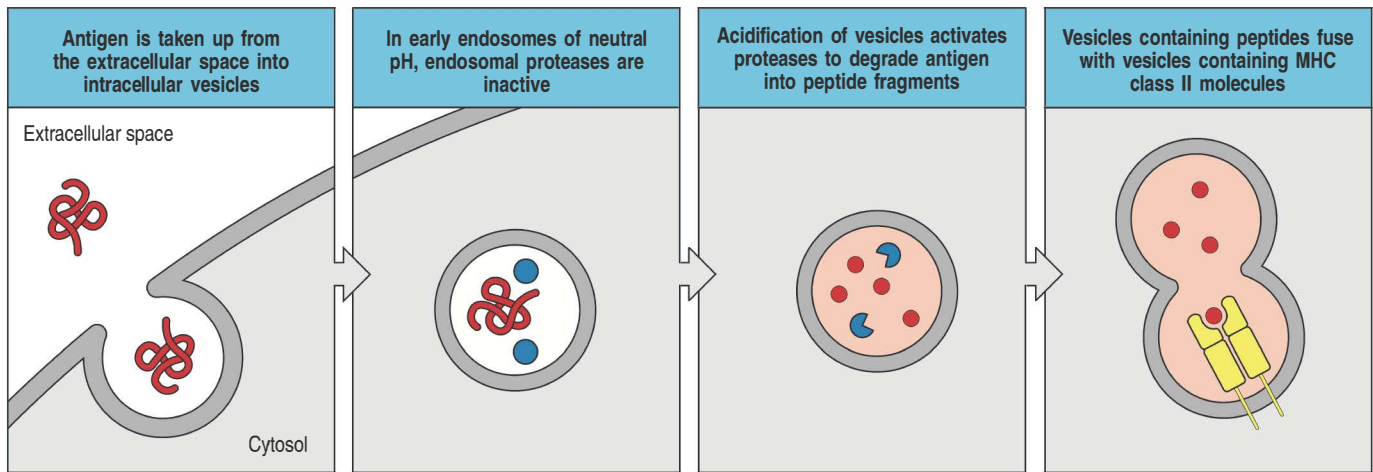 Antigen is taken up from
the extracellular space into
intracellular vesicles
In early endosomes of neutral
pH, endosomal proteases are
inactive
Acidification of vesicles activates
proteases to degrade antigen
into peptide fragments
Vesicles containing peptides fuse
with vesicles containing MHC
class II molecules
Extracellular space
Cytosol